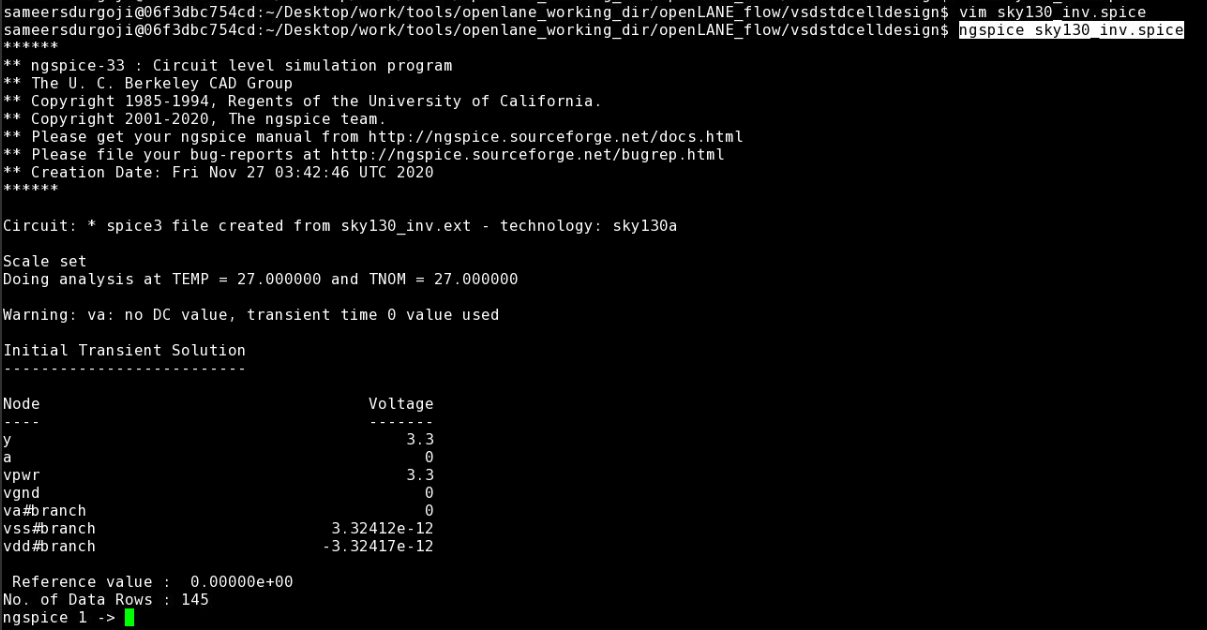 sameersdurgoji@06f3dbc754cd:~/Desktop/work/tools/openlane_working_dir/openLANE_flow/vsdstdcelldesign$ vim sky130_inv.spice
sameersdurgoji@06f3dbc754cd:~/Desktop/work/tools/openlane_working_dir/openLANE_flow/vsdstdcelldesign$ ngspice sky130_inv.spice
******
** ngspice-33 : Circuit level simulation program
** The U. C. Berkeley CAD Group
** Copyright 1985-1994, Regents of the University of California.
** Copyright 2001-2020, The ngspice team.
** Please get your ngspice manual from http://ngspice.sourceforge.net/docs.html
** Please file your bug-reports at http://ngspice.sourceforge.net/bugrep.html
** Creation Date: Fri Nov 27 03:42:46 UTC 2020
******
Circuit: * spice3 file created from sky130_inv.ext - technology: sky130a
Scale set
Doing analysis at TEMP = 27.000000 and TNOM = 27.000000
Warning: va: no DC value, transient time 0 value used
Initial Transient Solution
--------------------------
Node Voltage
---- -------
y 3.3
a 0
vpwr 3.3
vgnd 0
va#branch 0
vss#branch 3.32412e-12
vdd#branch -3.32417e-12
Reference value : 0.00000e+00
No. of Data Rows : 145
ngspice 1 ->